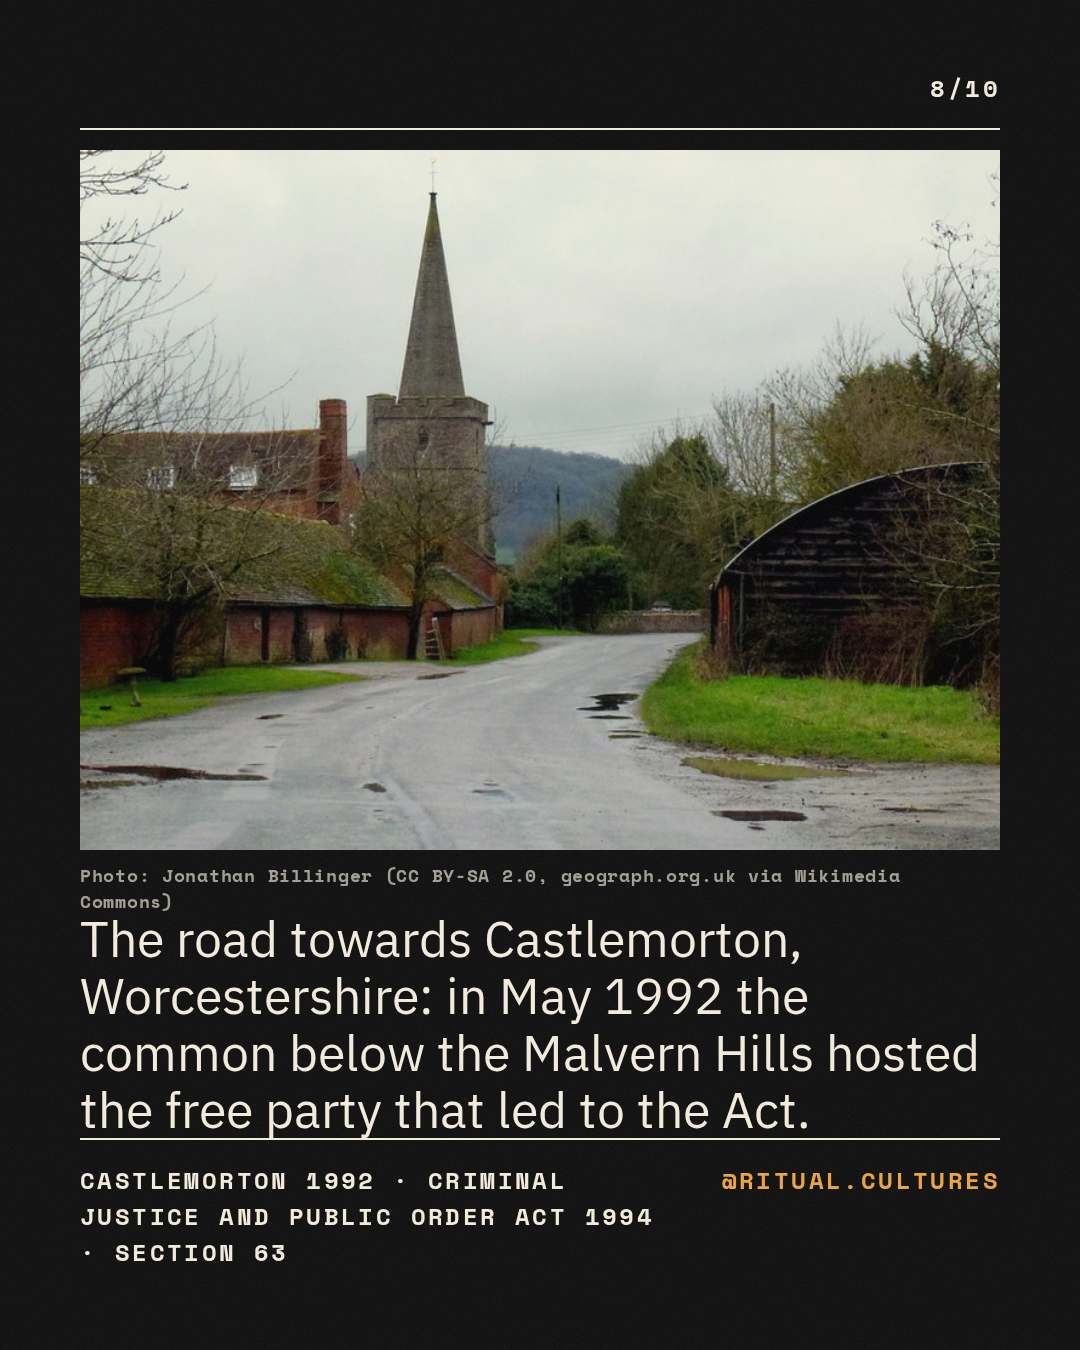 8/10
Photo: Jonathan Billinger (CC BY-SA 2.0, geograph.org.uk via Wikimedia
Commons)
The road towards Castlemorton,
Worcestershire: in May 1992 the
common below the Malvern Hills hosted
the free party that led to the Act.
CASTLEMORTON 1992 · CRIMINAL
JUSTICE AND PUBLIC ORDER ACT 1994
· SECTION 63
@RITUAL.CULTURES